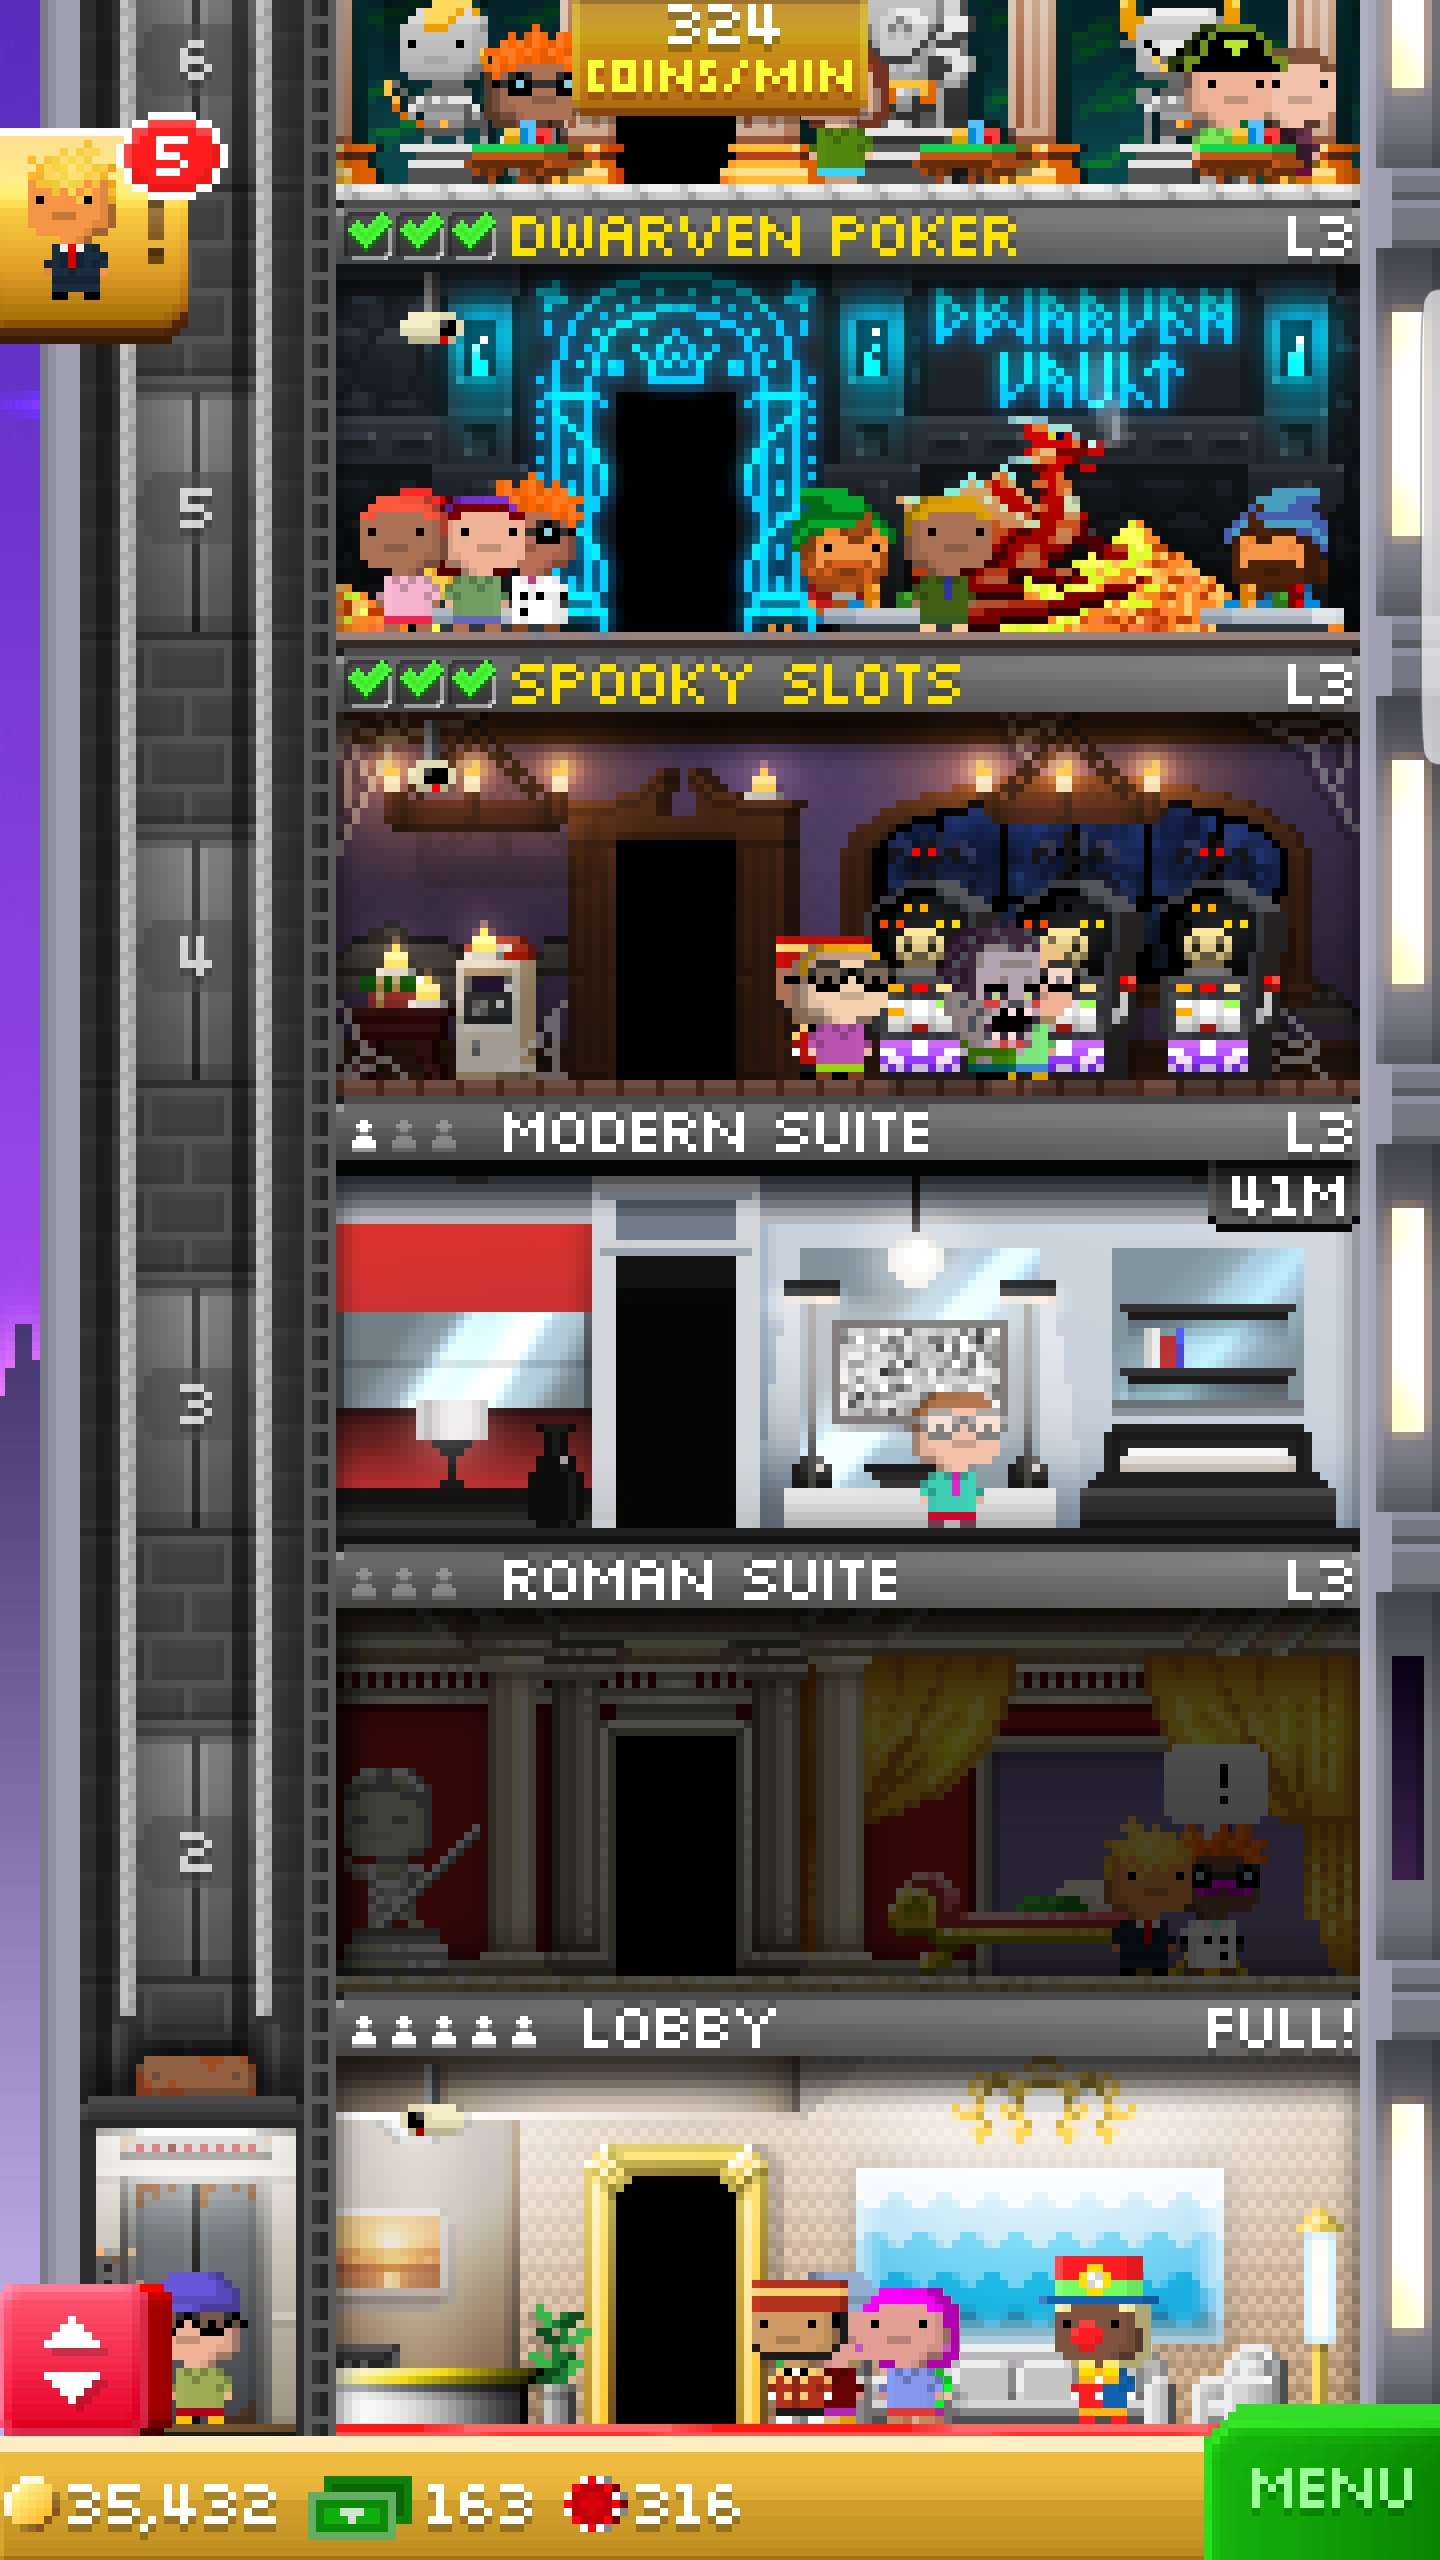 324
COINS/MIN
6
5
DWARVEN POKER L3
DWARVEN
VAULT
5
SPOOKY SLOTS L3
4
MODERN SUITE L3
41M
3
ROMAN SUITE L3
!
2
LOBBY FULL!
35,432 163 316
MENU